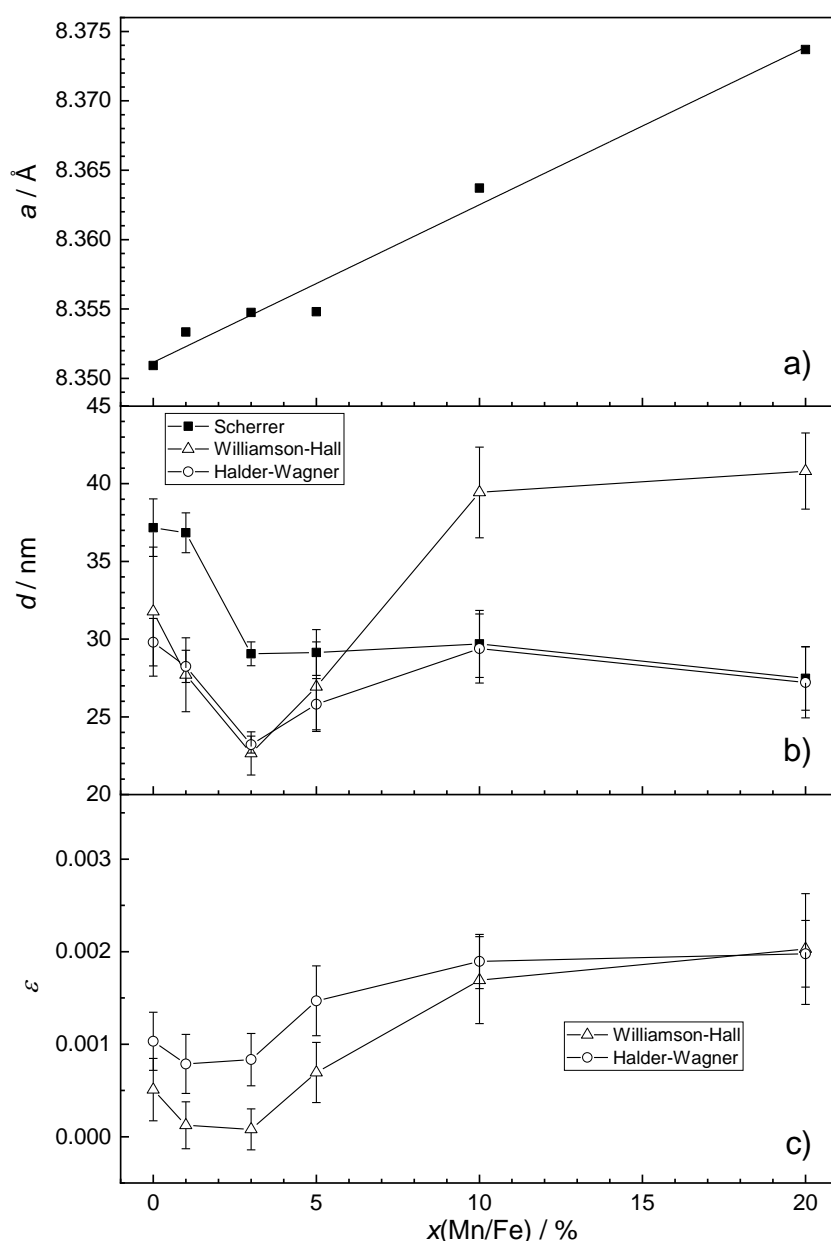 8.375
8.370
8.365
8.360
8.355
8.350
a / Å
a)
45
40
35
30
25
20
d / nm
Scherrer
Williamson-Hall
Halder-Wagner
b)
0.003
0.002
0.001
0.000
ε
Williamson-Hall
Halder-Wagner
c)
0 5 10 15 20
x(Mn/Fe) / %